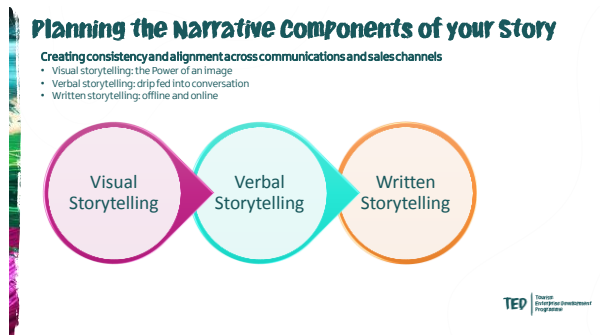 Planning the Narrative Components of your Story
Creating consistency and alignment across communications and sales channels
• Visual storytelling: the Power of an image
• Verbal storytelling: drip fed into conversation
• Written storytelling: offline and online
Visual
Storytelling
Verbal
Storytelling
Written
Storytelling
TED
Tourism
Enterprise Development
Programme